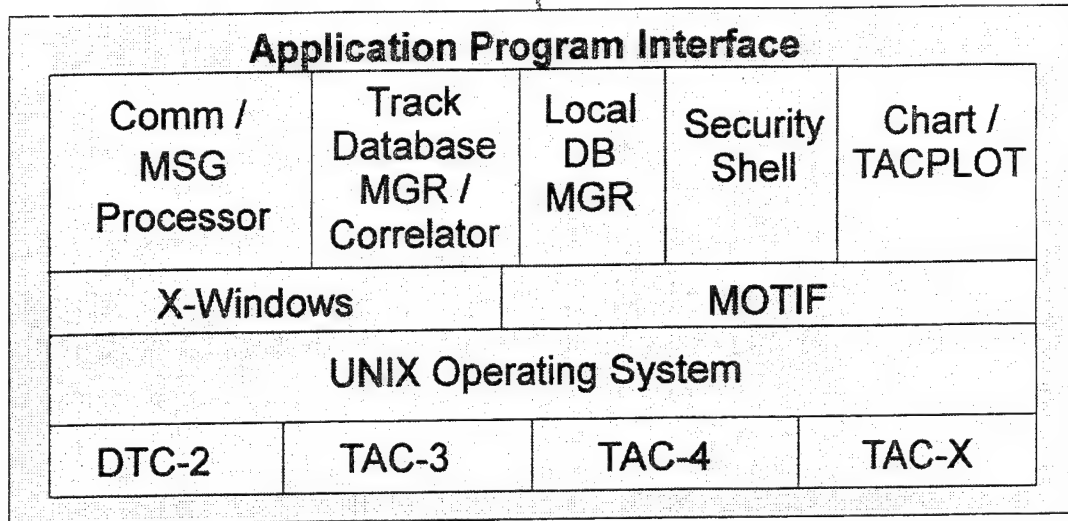 Application Program Interface
Comm /
MSG
Processor
Track
Database
MGR /
Correlator
Local
DB
MGR
Security
Shell
Chart /
TACPLOT
X-Windows
MOTIF
UNIX Operating System
DTC-2
TAC-3
TAC-4
TAC-X